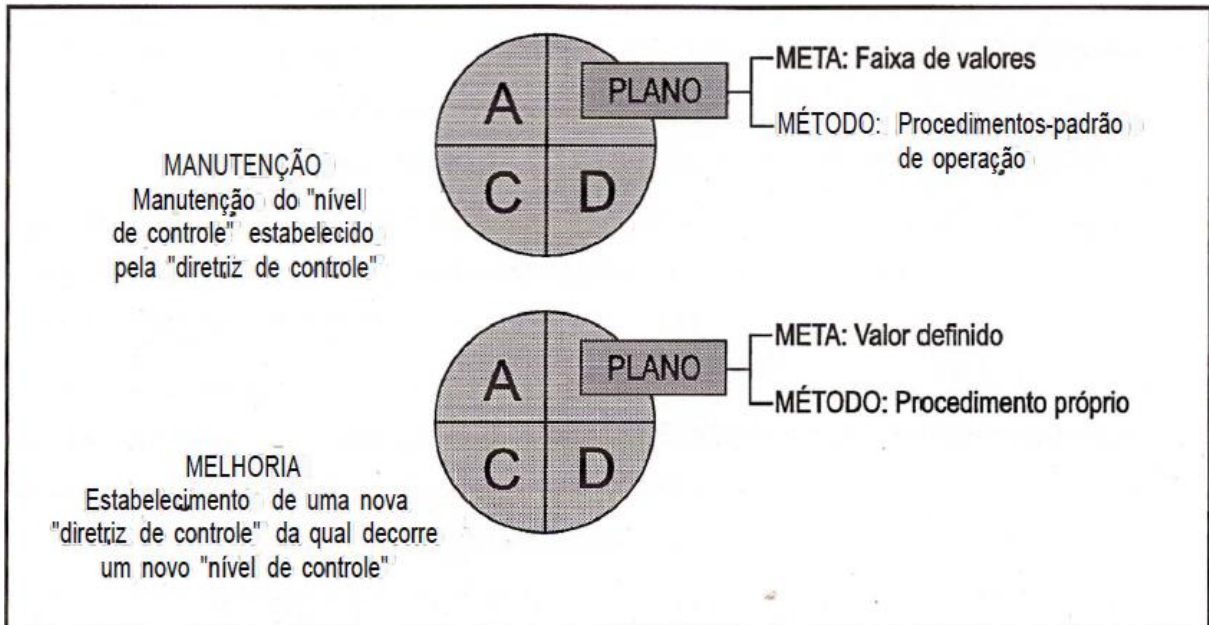 A
PLANO
C
D
META: Faixa de valores
MÉTODO: Procedimentos-padrão
de operação
MANUTENÇÃO
Manutenção do "nível
de controle" estabelecido
pela "diretriz de controle"
A
PLANO
C
D
META: Valor definido
MÉTODO: Procedimento próprio
MELHORIA
Estabelecimento de uma nova
"diretriz de controle" da qual decorre
um novo "nível de controle"